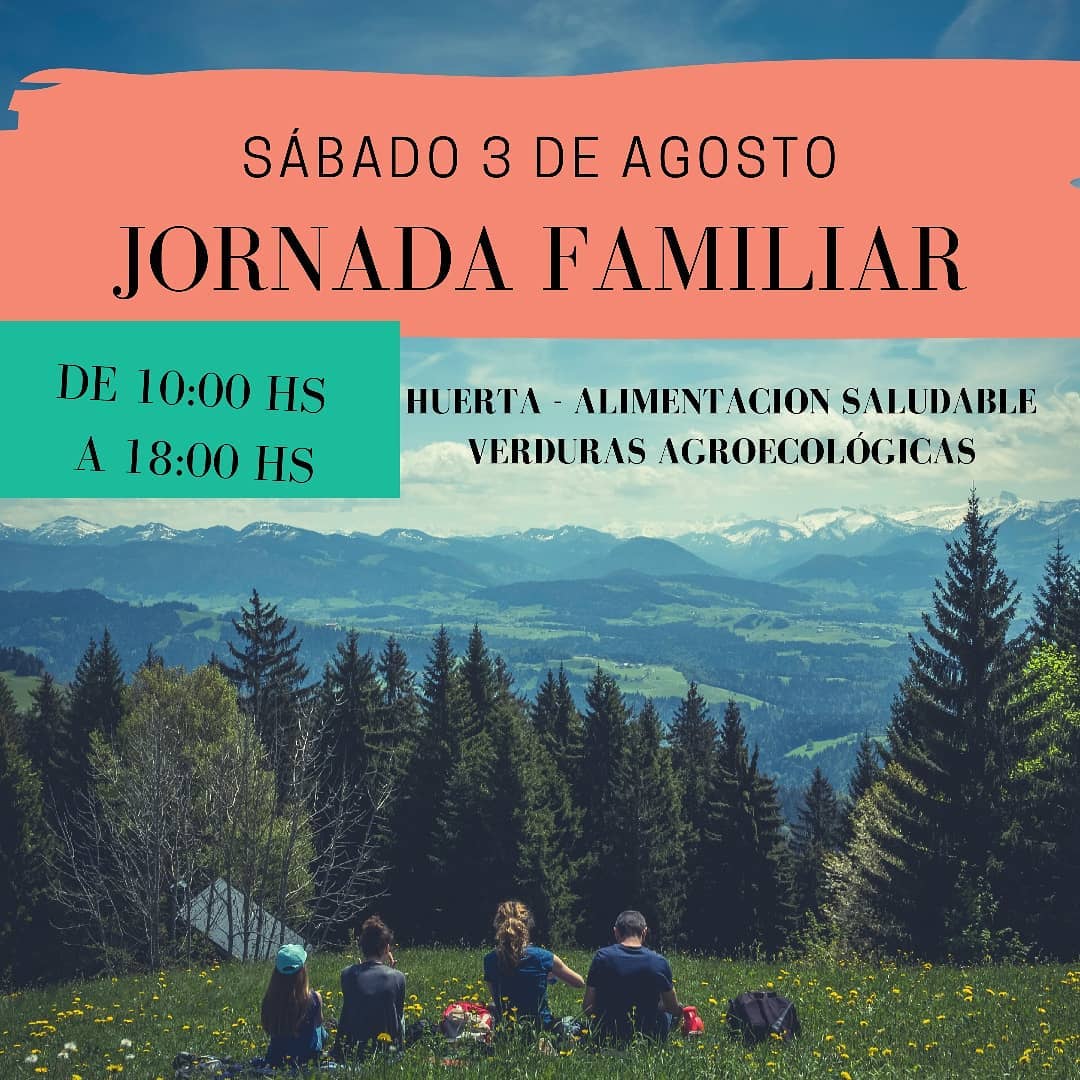 SÁBADO 3 DE AGOSTO
JORNADA FAMILIAR
DE 10:00 HS
A 18:00 HS
HUERTA - ALIMENTACION SALUDABLE
VERDURAS AGROECOLÓGICAS